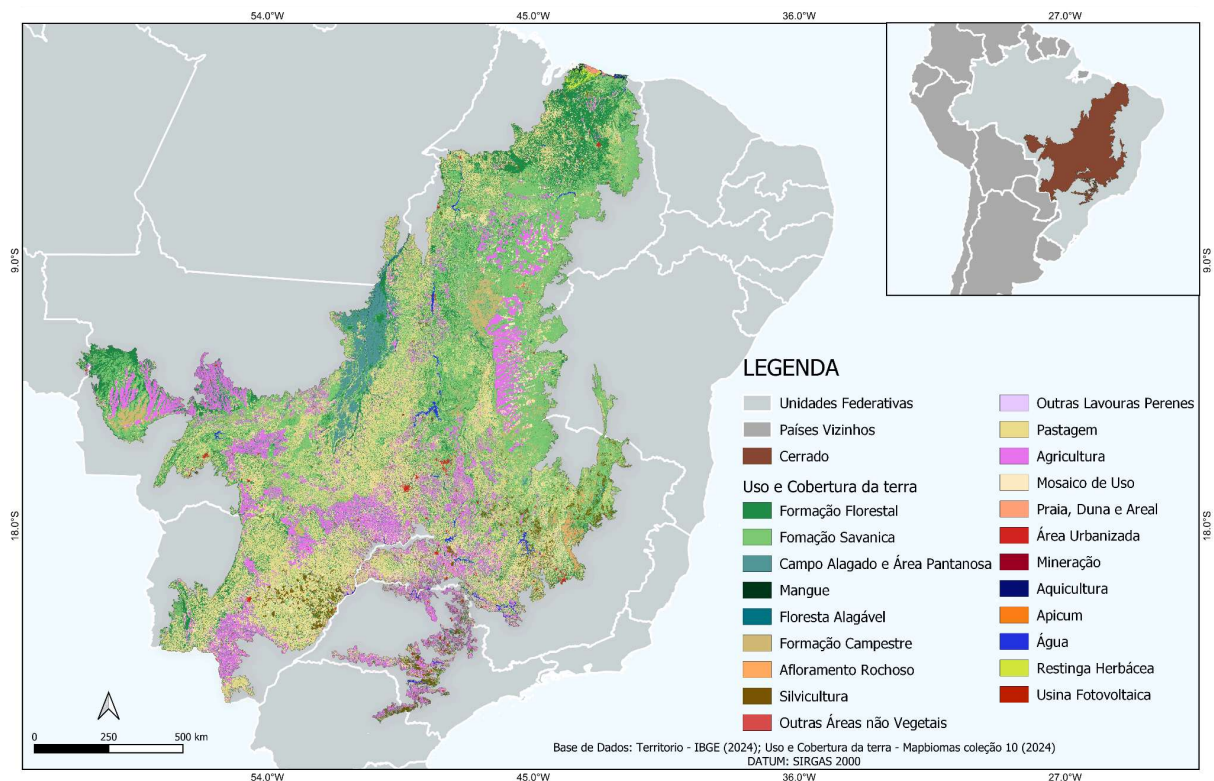 54.0°W 45.0°W 36.0°W 27.0°W
9.0°S 9.0°S
18.0°S 18.0°S
LEGENDA
Unidades Federativas
Países Vizinhos
Cerrado
Uso e Cobertura da terra
Formação Florestal
Fomação Savanica
Campo Alagado e Área Pantanosa
Mangue
Floresta Alagável
Formação Campestre
Afloramento Rochoso
Silvicultura
Outras Áreas não Vegetais
Outras Lavouras Perenes
Pastagem
Agricultura
Mosaico de Uso
Praia, Duna e Areal
Área Urbanizada
Mineração
Aquicultura
Apicum
Água
Restinga Herbácea
Usina Fotovoltaica
0 250 500 km
Base de Dados: Territorio - IBGE (2024); Uso e Cobertura da terra - Mapbiomas coleção 10 (2024)
DATUM: SIRGAS 2000
54.0°W 45.0°W 36.0°W 27.0°W